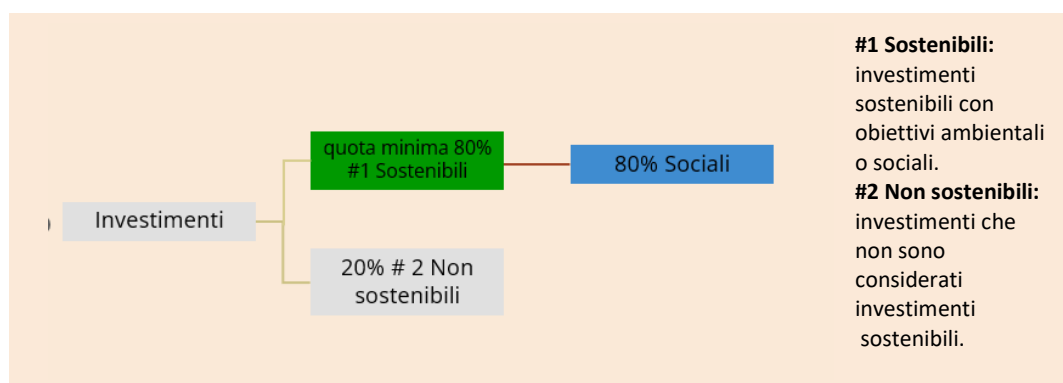 quota minima 80%
#1 Sostenibili
80% Sociali
Investimenti
20% # 2 Non
sostenibili
#1 Sostenibili:
investimenti
sostenibili con
obiettivi ambientali
o sociali.
#2 Non sostenibili:
investimenti che
non sono
considerati
investimenti
sostenibili.